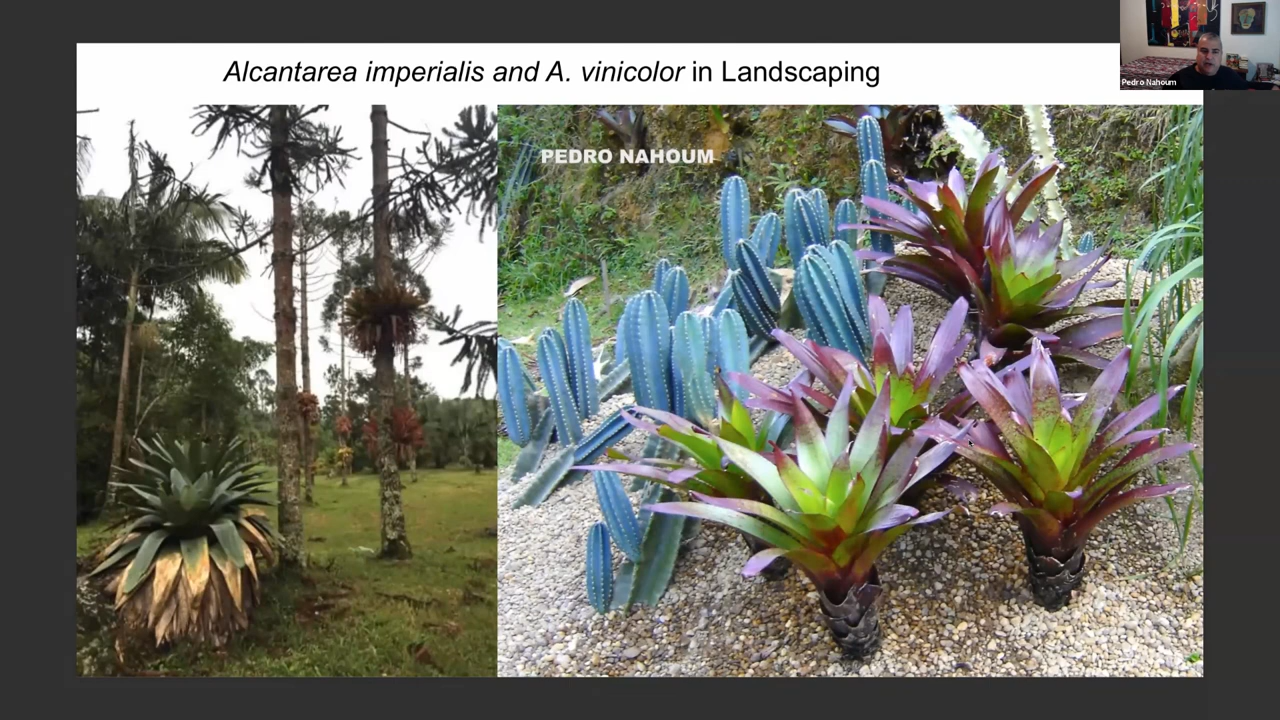 Alcantarea imperialis and A. vinicolor in Landscaping
Pedro Nahoum
PEDRO NAHOUM